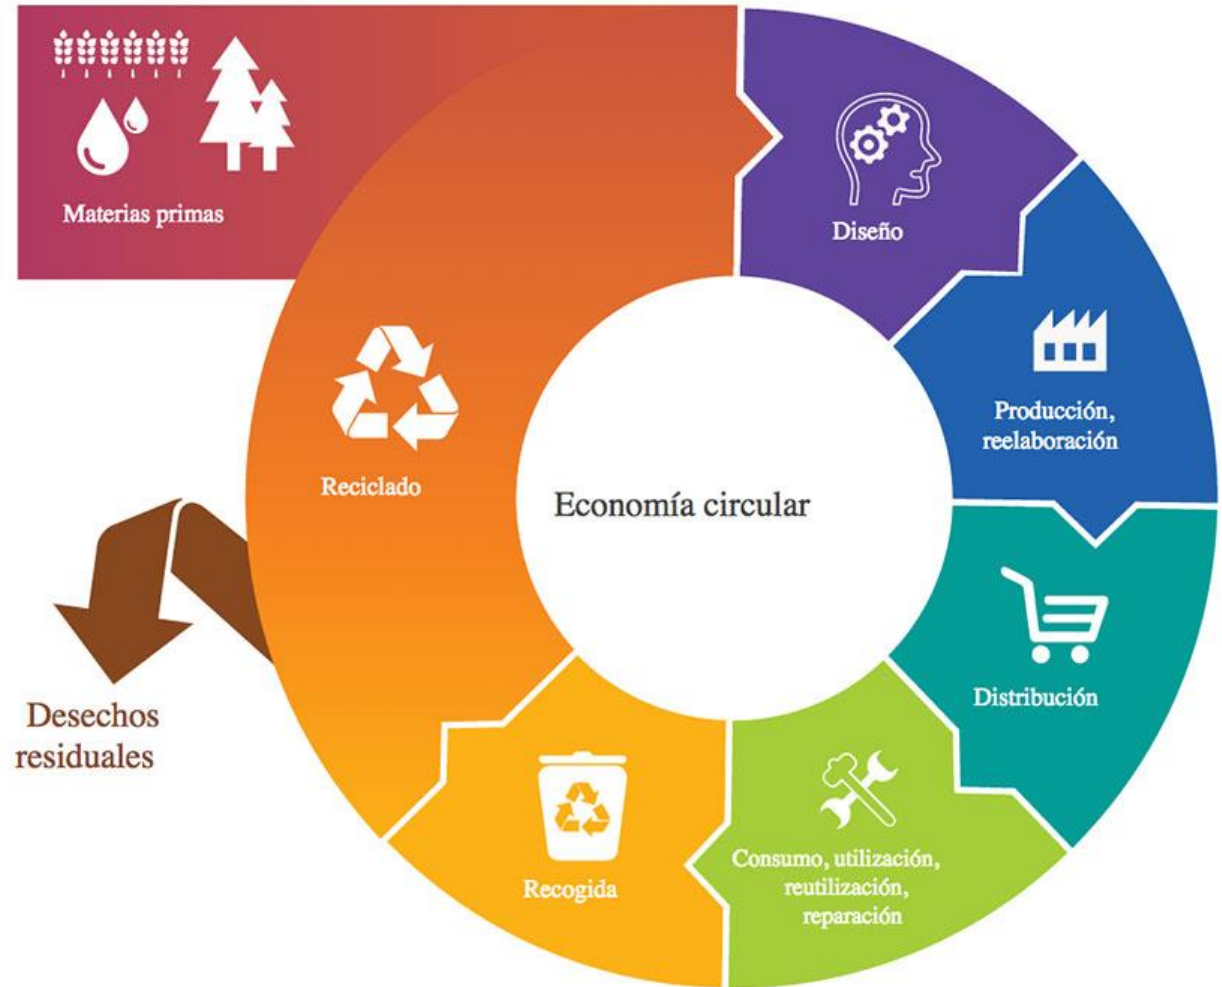 Materias primas
Diseño
Producción,
reelaboración
Distribución
Consumo, utilización,
reutilización,
reparación
Recogida
Reciclado
Economía circular
Desechos
residuales